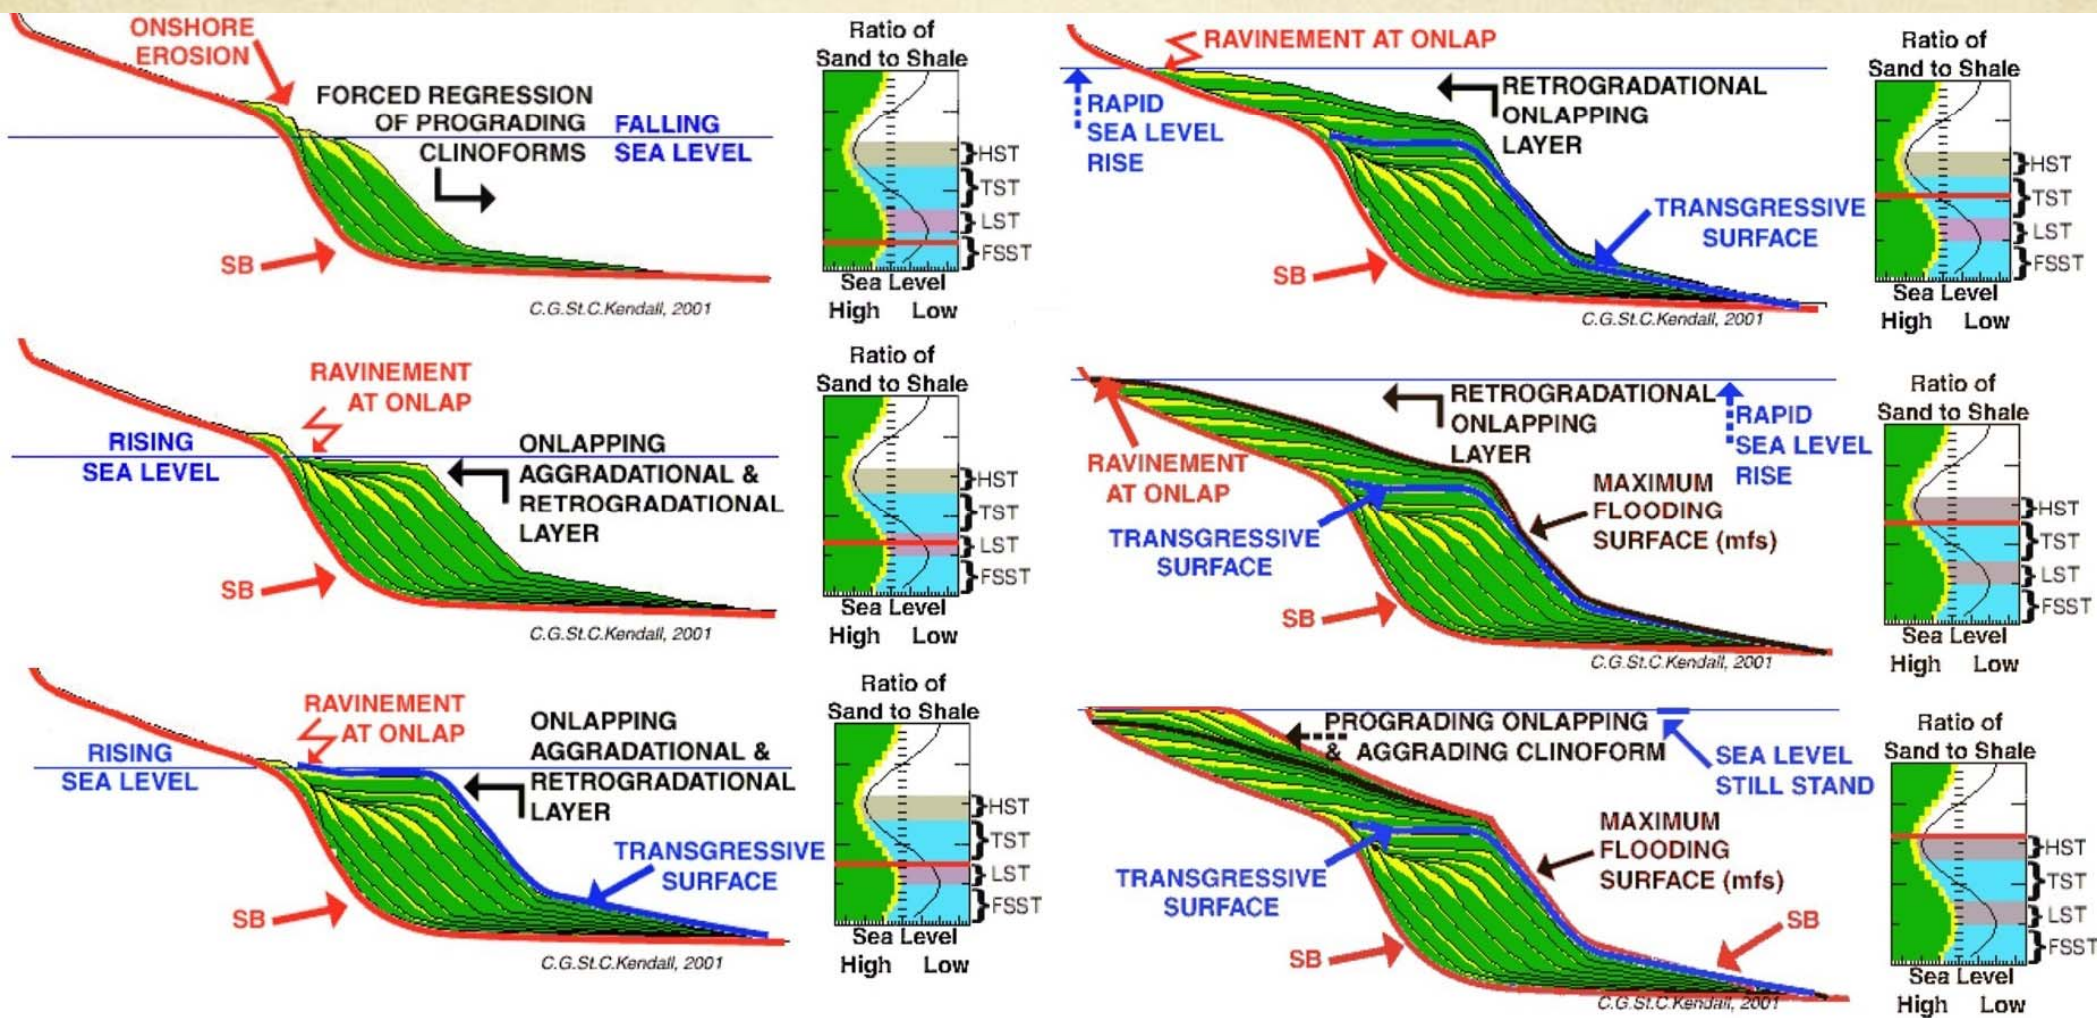 ONSHORE
EROSION
FORCED REGRESSION
OF PROGRADING
CLINOFORMS
FALLING
SEA LEVEL
SB
C.G.St.C.Kendall, 2001
Ratio of
Sand to Shale
HST
TST
LST
FSST
Sea Level
High Low
RAVINEMENT
AT ONLAP
RISING
SEA LEVEL
ONLAPPING
AGGRADATIONAL &
RETROGRADATIONAL
LAYER
SB
C.G.St.C.Kendall, 2001
Ratio of
Sand to Shale
HST
TST
LST
FSST
Sea Level
High Low
RAVINEMENT
AT ONLAP
RISING
SEA LEVEL
ONLAPPING
AGGRADATIONAL &
RETROGRADATIONAL
LAYER
TRANSGRESSIVE
SURFACE
SB
C.G.St.C.Kendall, 2001
Ratio of
Sand to Shale
HST
TST
LST
FSST
Sea Level
High Low
RAVINEMENT AT ONLAP
RAPID
SEA LEVEL
RISE
RETROGRADATIONAL
ONLAPPING
LAYER
TRANSGRESSIVE
SURFACE
SB
C.G.St.C.Kendall, 2001
Ratio of
Sand to Shale
HST
TST
LST
FSST
Sea Level
High Low
RETROGRADATIONAL
ONLAPPING
LAYER
RAPID
SEA LEVEL
RISE
RAVINEMENT
AT ONLAP
MAXIMUM
FLOODING
SURFACE (mfs)
TRANSGRESSIVE
SURFACE
SB
C.G.St.C.Kendall, 2001
Ratio of
Sand to Shale
HST
TST
LST
FSST
Sea Level
High Low
PROGRADING ONLAPPING
& AGGRADING CLINOFORM
SEA LEVEL
STILL STAND
MAXIMUM
FLOODING
SURFACE (mfs)
TRANSGRESSIVE
SURFACE
SB
SB
C.G.St.C.Kendall, 2001
Ratio of
Sand to Shale
HST
TST
LST
FSST
Sea Level
High Low